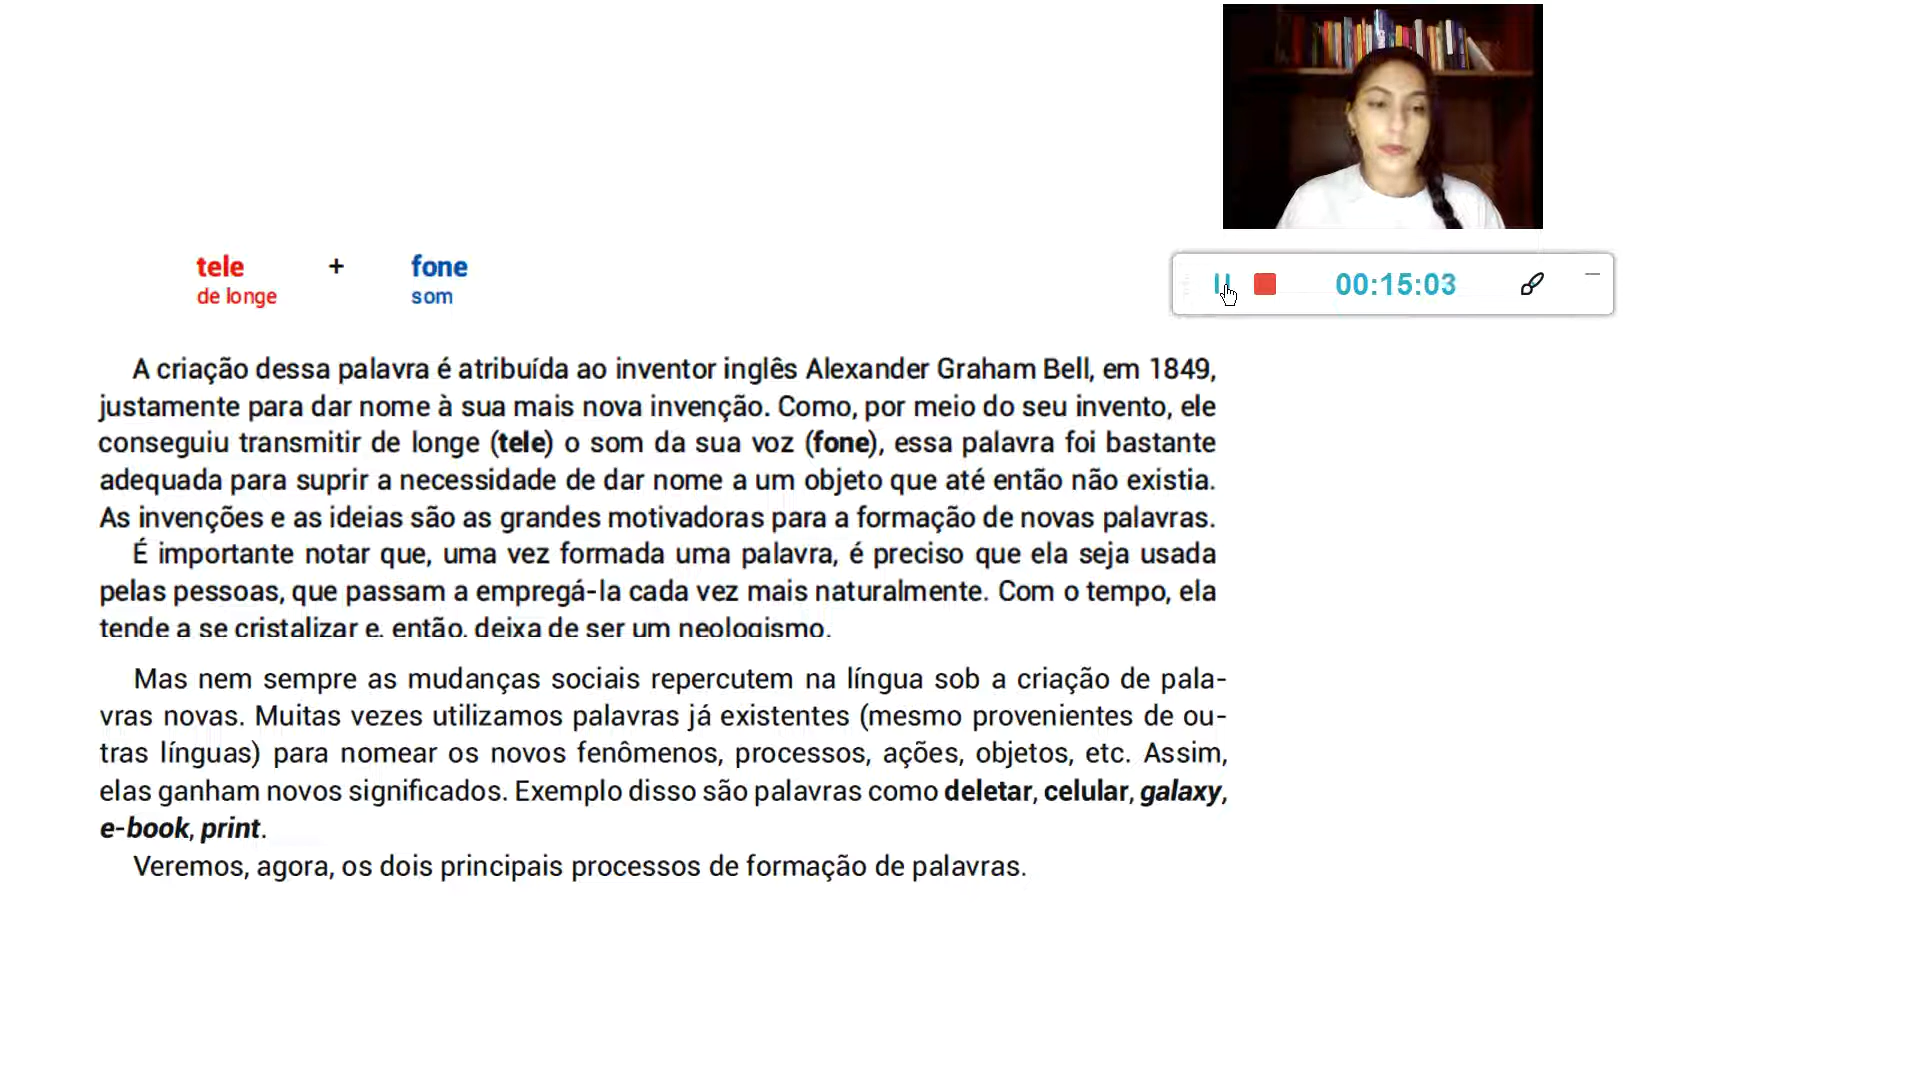 tele + fone
de longe som
00:15:03
A criação dessa palavra é atribuída ao inventor inglês Alexander Graham Bell, em 1849,
justamente para dar nome à sua mais nova invenção. Como, por meio do seu invento, ele
conseguiu transmitir de longe (tele) o som da sua voz (fone), essa palavra foi bastante
adequada para suprir a necessidade de dar nome a um objeto que até então não existia.
As invenções e as ideias são as grandes motivadoras para a formação de novas palavras.
É importante notar que, uma vez formada uma palavra, é preciso que ela seja usada
pelas pessoas, que passam a empregá-la cada vez mais naturalmente. Com o tempo, ela
tende a se cristalizar e, então, deixa de ser um neologismo.
Mas nem sempre as mudanças sociais repercutem na língua sob a criação de pala-
vras novas. Muitas vezes utilizamos palavras já existentes (mesmo provenientes de ou-
tras línguas) para nomear os novos fenômenos, processos, ações, objetos, etc. Assim,
elas ganham novos significados. Exemplo disso são palavras como deletar, celular, galaxy,
e-book, print.
Veremos, agora, os dois principais processos de formação de palavras.